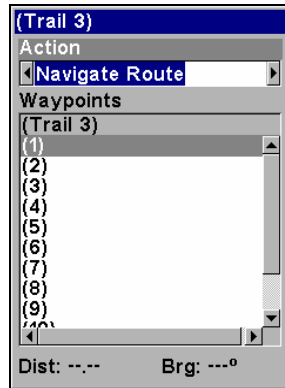 (Trail 3)
Action
Navigate Route
Waypoints
(Trail 3)
(1)
(2)
(3)
(4)
(5)
(6)
(7)
(8)
(9)
(10)
Dist: --.-- Brg: ---º